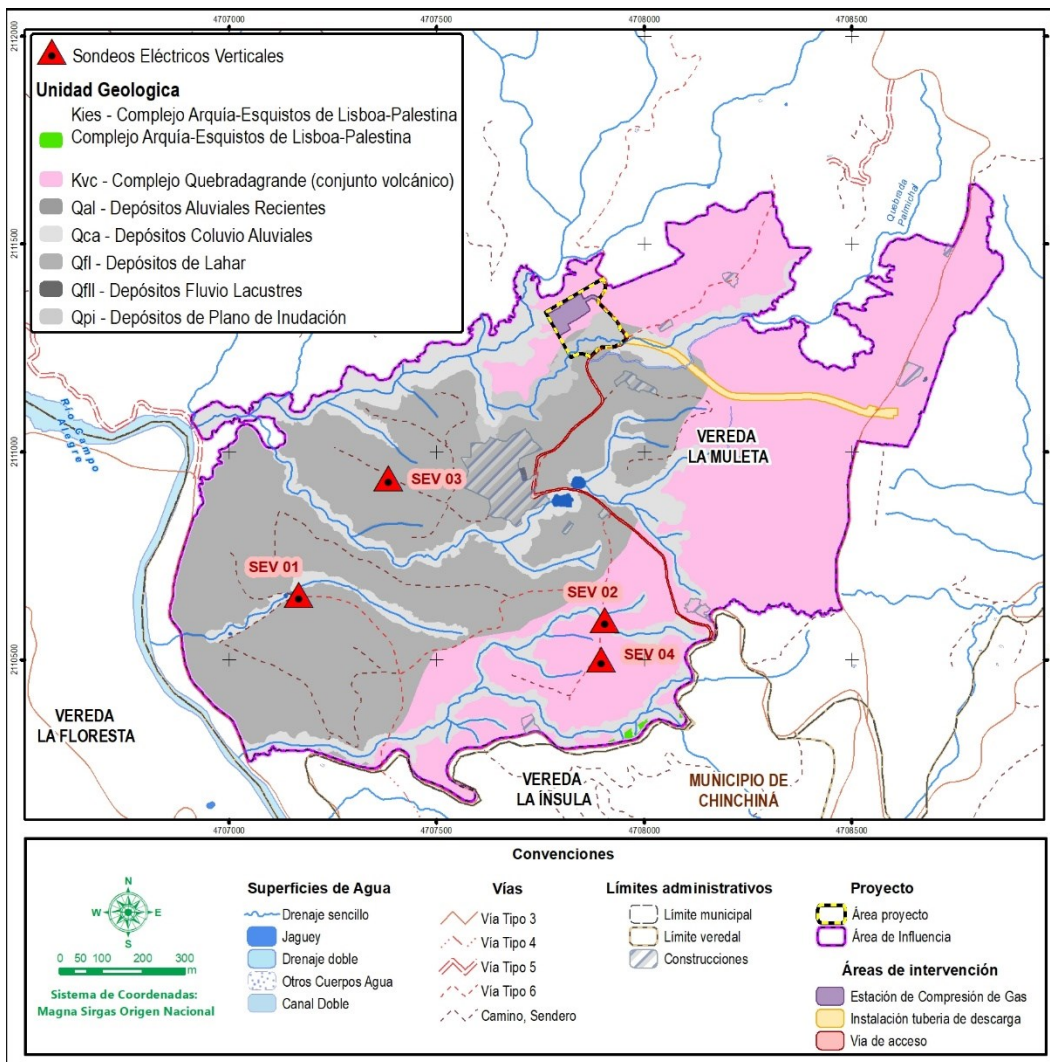 4707000
4707500
4708000
4708500
2112000
2111500
2111000
2110500
Sondeos Eléctricos Verticales
Unidad Geologica
Kies - Complejo Arquía-Esquistos de Lisboa-Palestina
Complejo Arquía-Esquistos de Lisboa-Palestina
Kvc - Complejo Quebradagrande (conjunto volcánico)
Qal - Depósitos Aluviales Recientes
Qca - Depósitos Coluvio Aluviales
Qfl - Depósitos de Lahar
Qfll - Depósitos Fluvio Lacustres
Qpi - Depósitos de Plano de Inudación
Quebrada
Palmichal
Río Campo
Alegre
VEREDA
LA MULETA
SEV 03
SEV 01
SEV 02
SEV 04
VEREDA
LA FLORESTA
VEREDA
LA ÍNSULA
MUNICIPIO DE
CHINCHINÁ
4707000
4707500
4708000
4708500
Convenciones
N
W
E
S
0 50 100 200 300
m
Sistema de Coordenadas:
Magna Sirgas Origen Nacional
Superficies de Agua
Drenaje sencillo
Jaguey
Drenaje doble
Otros Cuerpos Agua
Canal Doble
Vías
Vía Tipo 3
Vía Tipo 4
Vía Tipo 5
Vía Tipo 6
Camino, Sendero
Límites administrativos
Límite municipal
Límite veredal
Construcciones
Proyecto
Área proyecto
Área de Influencia
Áreas de intervención
Estación de Compresión de Gas
Instalación tuberia de descarga
Via de acceso